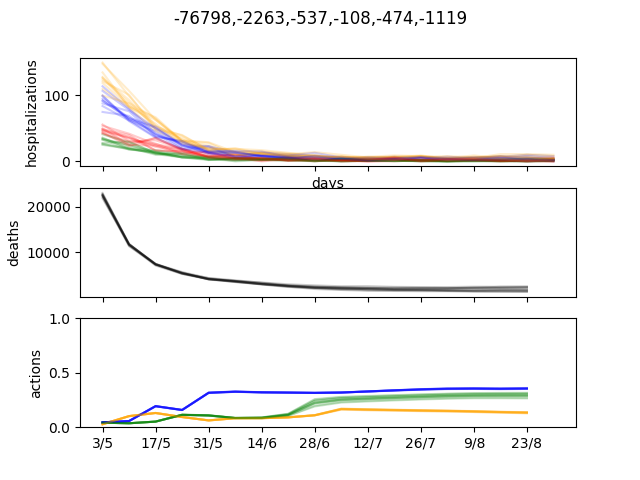 -76798,-2263,-537,-108,-474,-1119
hospitalizations
100
0
days
deaths
20000
10000
actions
1.0
0.5
0.0
3/5 17/5 31/5 14/6 28/6 12/7 26/7 9/8 23/8